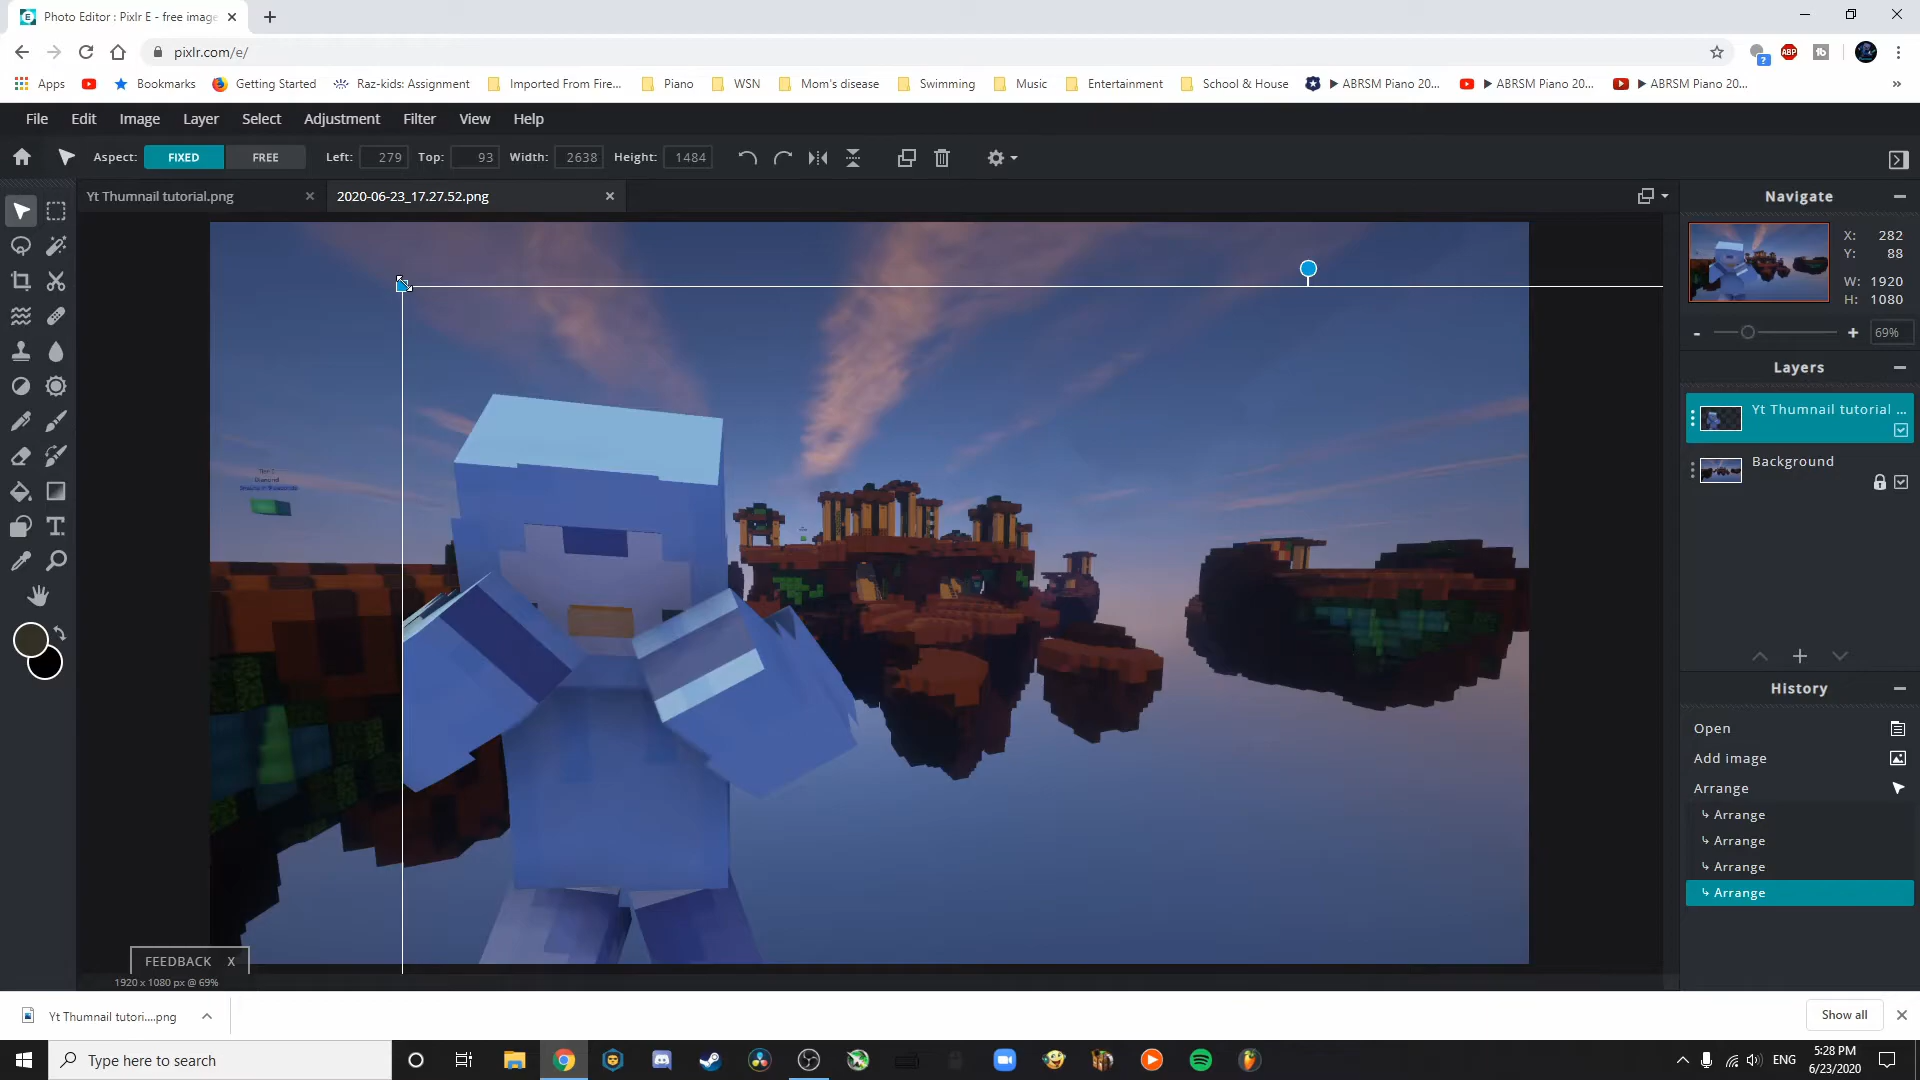 Photo Editor : Pixlr E - free image
pixlr.com/e/
Apps
Bookmarks
Getting Started
Raz-kids: Assignment
Imported From Fire...
Piano
WSN
Mom's disease
Swimming
Music
Entertainment
School & House
▶ ABRSM Piano 20...
▶ ABRSM Piano 20...
▶ ABRSM Piano 20...
»
File Edit Image Layer Select Adjustment Filter View Help
Aspect: FIXED FREE Left: 279 Top: 93 Width: 2638 Height: 1484
Yt Thumnail tutorial.png
2020-06-23_17.27.52.png
Navigate
X: 282
Y: 88
W: 1920
H: 1080
69%
Layers
Yt Thumnail tutorial ...
Background
History
Open
Add image
Arrange
Arrange
Arrange
Arrange
Arrange
Diamond
FEEDBACK X
1920 x 1080 px @ 69%
Yt Thumnail tutori....png
Show all
Type here to search
ENG
5:28 PM
6/23/2020